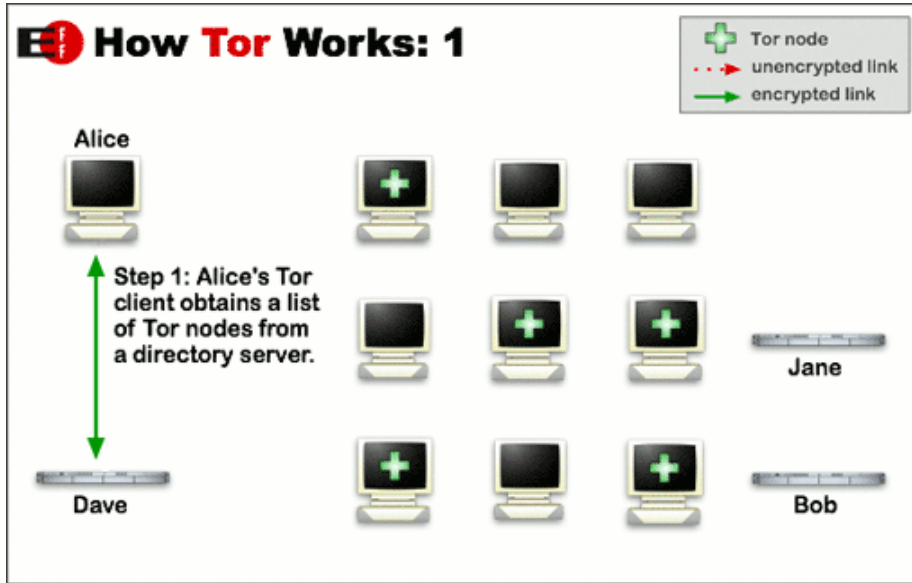 EFF How Tor Works: 1
Tor node
unencrypted link
encrypted link
Alice
Step 1: Alice's Tor
client obtains a list
of Tor nodes from
a directory server.
Jane
Dave
Bob